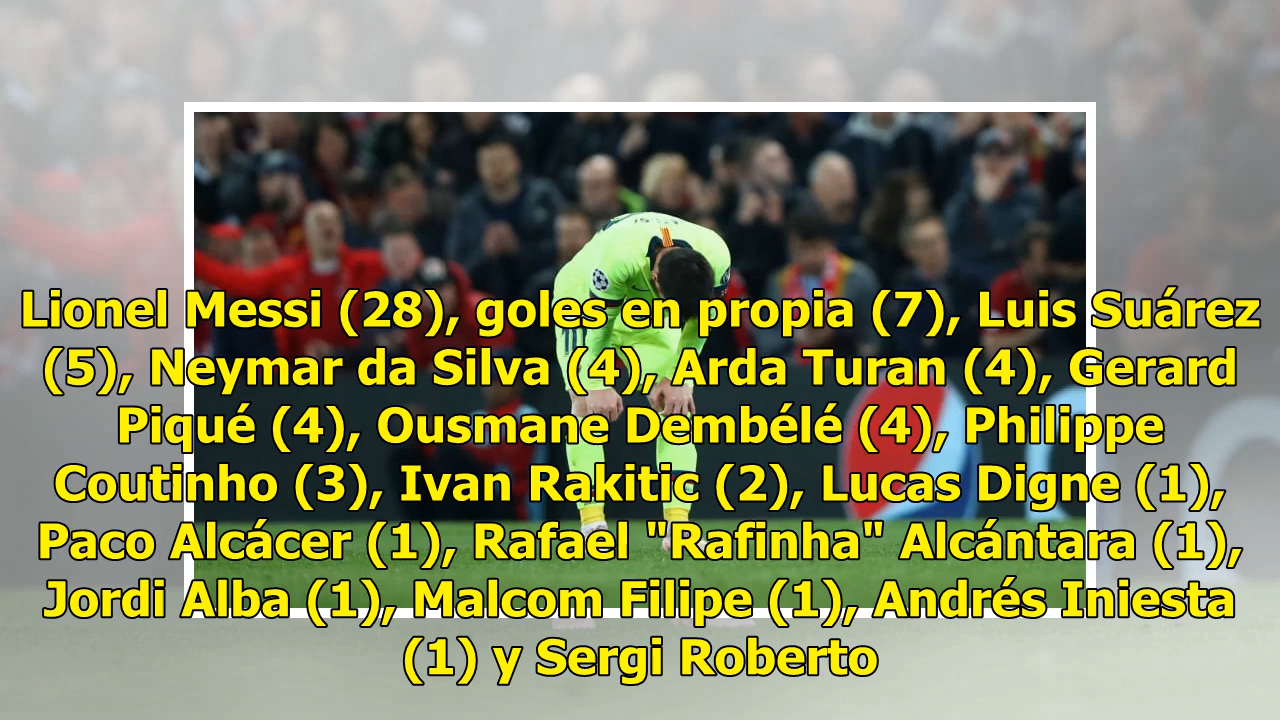 Lionel Messi (28), goles en propia (7), Luis Suárez
(5), Neymar da Silva (4), Arda Turan (4), Gerard
Piqué (4), Ousmane Dembélé (4), Philippe
Coutinho (3), Ivan Rakitic (2), Lucas Digne (1),
Paco Alcácer (1), Rafael "Rafinha" Alcántara (1),
Jordi Alba (1), Malcom Filipe (1), Andrés Iniesta
(1) y Sergi Roberto